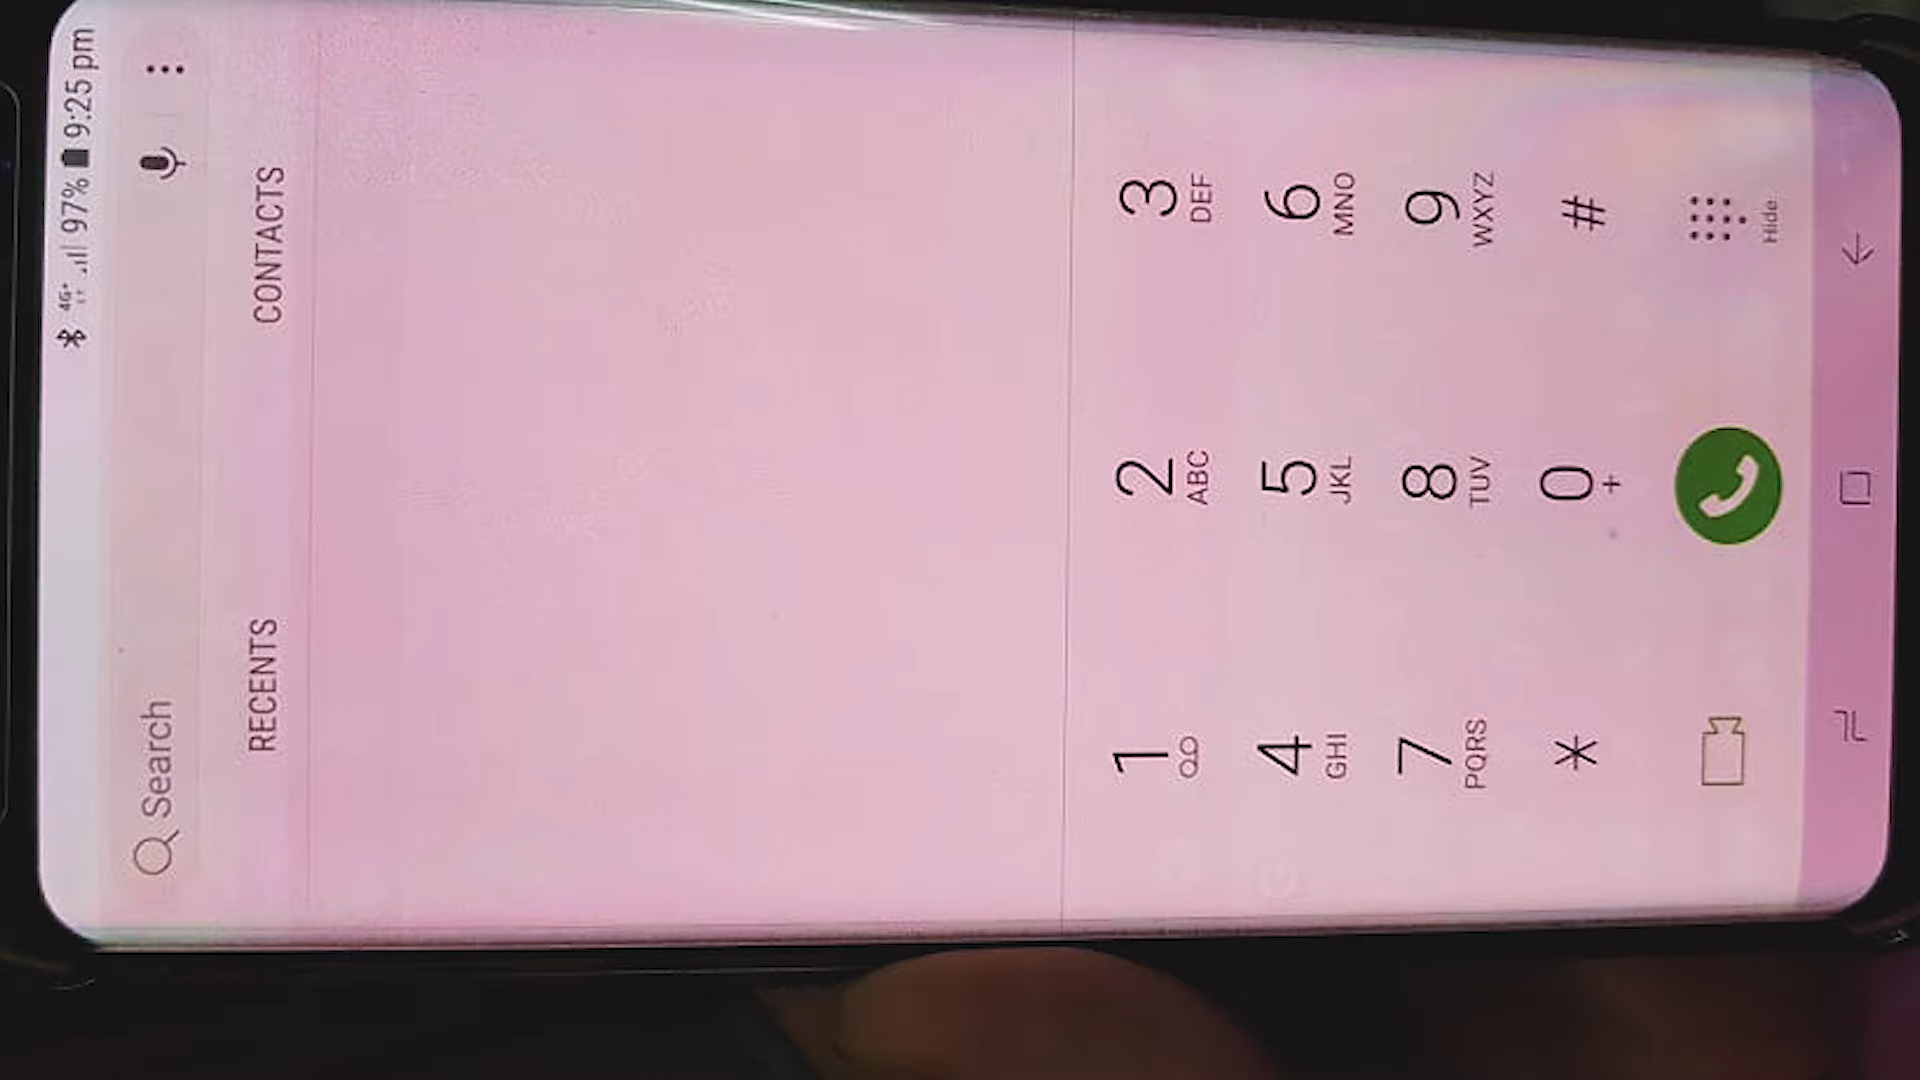 4G+ 97% 9:25 pm
Search
RECENTS CONTACTS
1 2 3
ABC DEF
4 5 6
GHI JKL MNO
7 8 9
PQRS TUV WXYZ
* 0 #
+
Hide